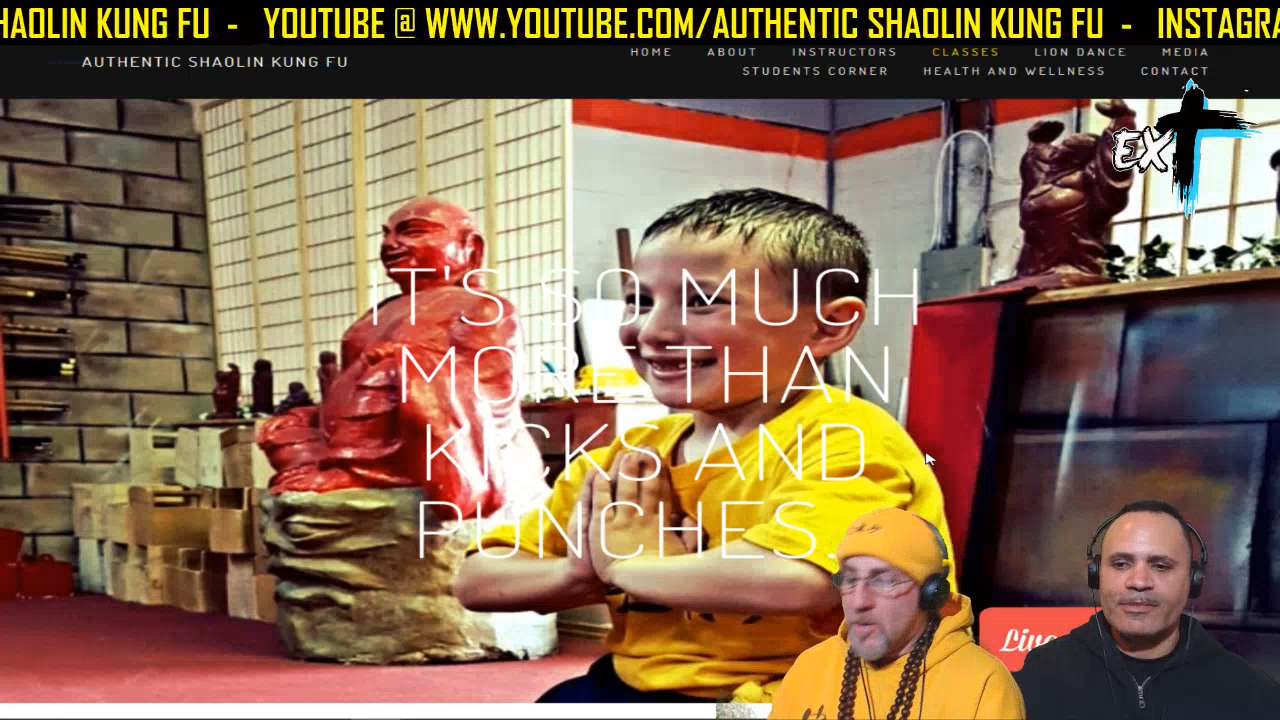 HAOLIN KUNG FU - YOUTUBE @ WWW.YOUTUBE.COM/AUTHENTIC SHAOLIN KUNG FU - INSTAGRA
AUTHENTIC SHAOLIN KUNG FU
HOME ABOUT INSTRUCTORS CLASSES LION DANCE MEDIA
STUDENTS CORNER HEALTH AND WELLNESS CONTACT
EX
IT'S SO MUCH
MORE THAN
KICKS AND
PUNCHES.
Live